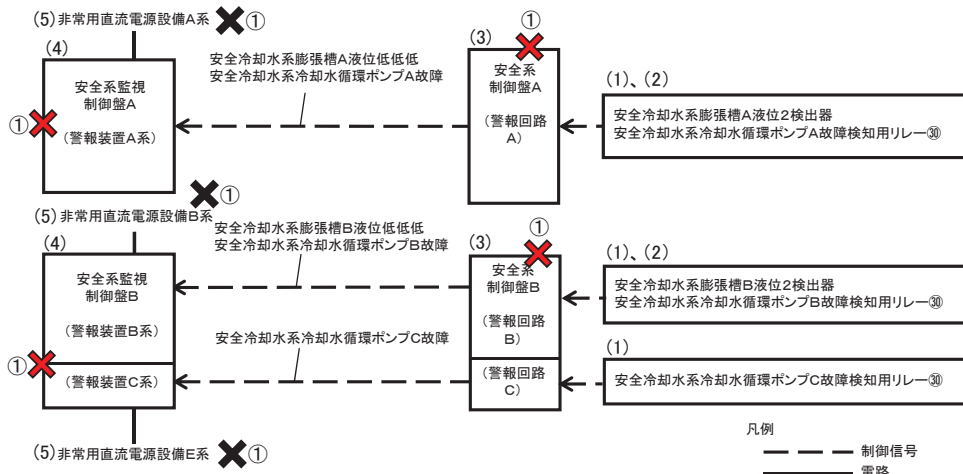 (5)非常用直流電源設備A系 ①
(4)
安全系監視
制御盤A
(警報装置A系)
①
安全冷却水系膨張槽A液位低低低
安全冷却水系冷却水循環ポンプA故障
(3)
①
安全系
制御盤A
(警報回路
A)
(1)、(2)
安全冷却水系膨張槽A液位2検出器
安全冷却水系冷却水循環ポンプA故障検知用リレー㉚
①
(5)非常用直流電源設備B系
(4)
安全系監視
制御盤B
(警報装置B系)
①
(警報装置C系)
安全冷却水系膨張槽B液位低低低
安全冷却水系冷却水循環ポンプB故障
安全冷却水系冷却水循環ポンプC故障
(3)
①
安全系
制御盤B
(警報回路
B)
(警報回路
C)
(1)、(2)
安全冷却水系膨張槽B液位2検出器
安全冷却水系冷却水循環ポンプB故障検知用リレー㉚
(1)
安全冷却水系冷却水循環ポンプC故障検知用リレー㉚
(5)非常用直流電源設備E系 ①
凡例
制御信号
電路